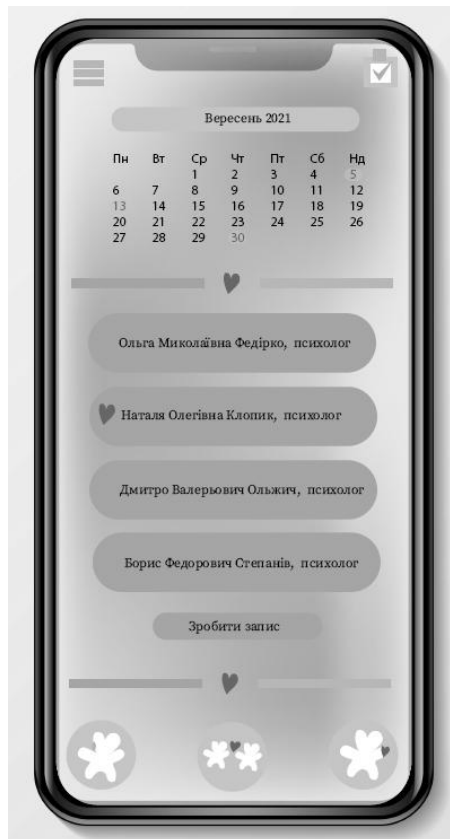 Вересень 2021
Пн Вт Ср Чт Пт Сб Нд
1 2 3 4 5
6 7 8 9 10 11 12
13 14 15 16 17 18 19
20 21 22 23 24 25 26
27 28 29 30
Ольга Миколаївна Федірко, психолог
Наталя Олегівна Клопик, психолог
Дмитро Валерьович Ольжич, психолог
Борис Федорович Степанів, психолог
Зробити запис